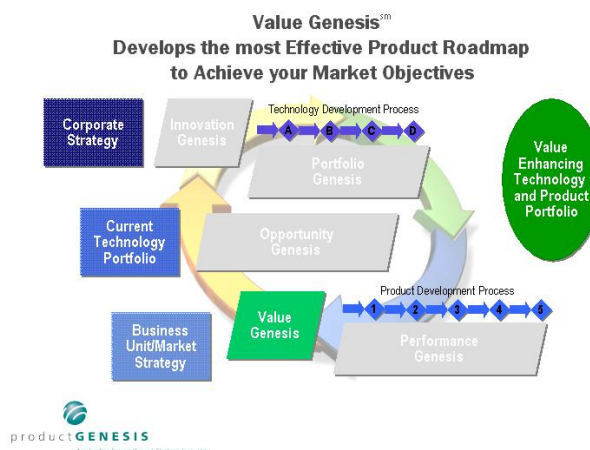 Value Genesis℠
Develops the most Effective Product Roadmap
to Achieve your Market Objectives
Corporate
Strategy
Innovation
Genesis
Technology Development Process
A
B
C
D
Portfolio
Genesis
Value
Enhancing
Technology
and Product
Portfolio
Current
Technology
Portfolio
Opportunity
Genesis
Product Development Process
1
2
3
4
5
Value
Genesis
Business
Unit/Market
Strategy
Performance
Genesis
productGENESIS